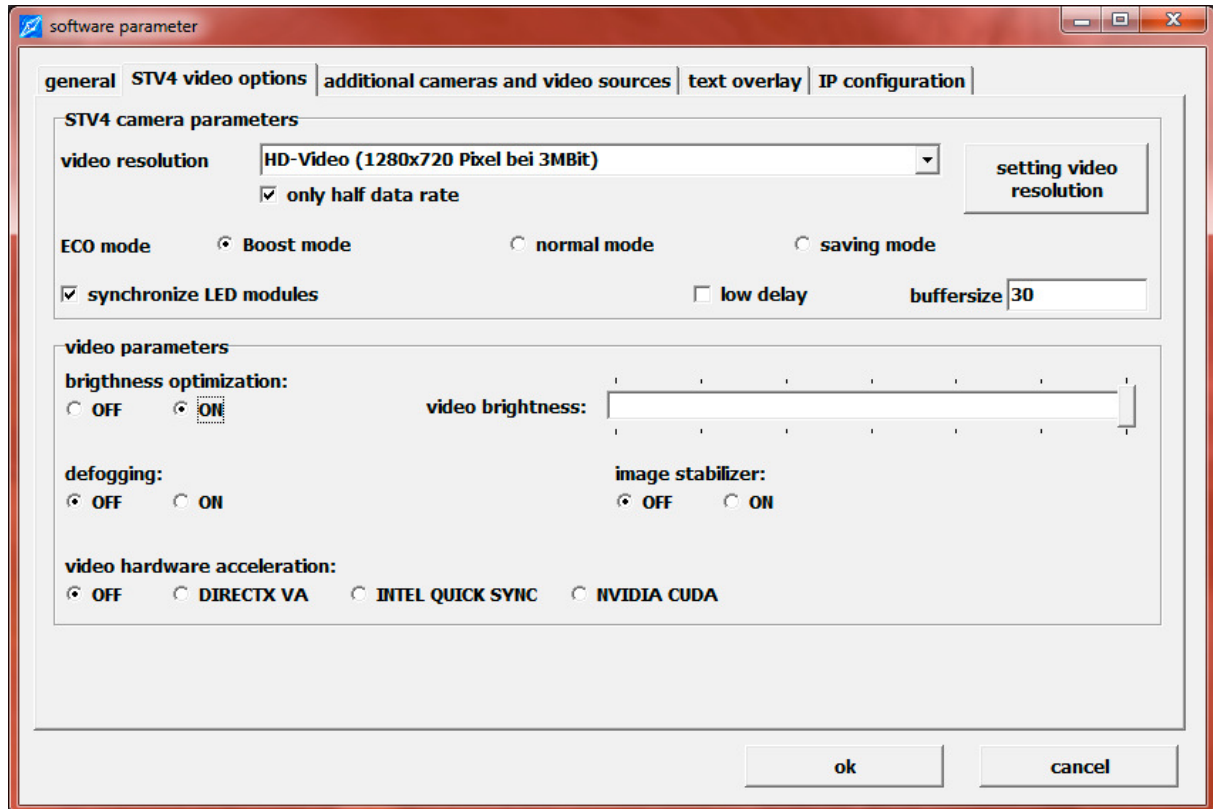 software parameter
general STV4 video options additional cameras and video sources text overlay IP configuration
STV4 camera parameters
video resolution HD-Video (1280x720 Pixel bei 3MBit) setting video
resolution
only half data rate
ECO mode Boost mode normal mode saving mode
synchronize LED modules low delay buffersize 30
video parameters
brigthness optimization:
OFF ON video brightness:
defogging: image stabilizer:
OFF ON OFF ON
video hardware acceleration:
OFF DIRECTX VA INTEL QUICK SYNC NVIDIA CUDA
ok cancel